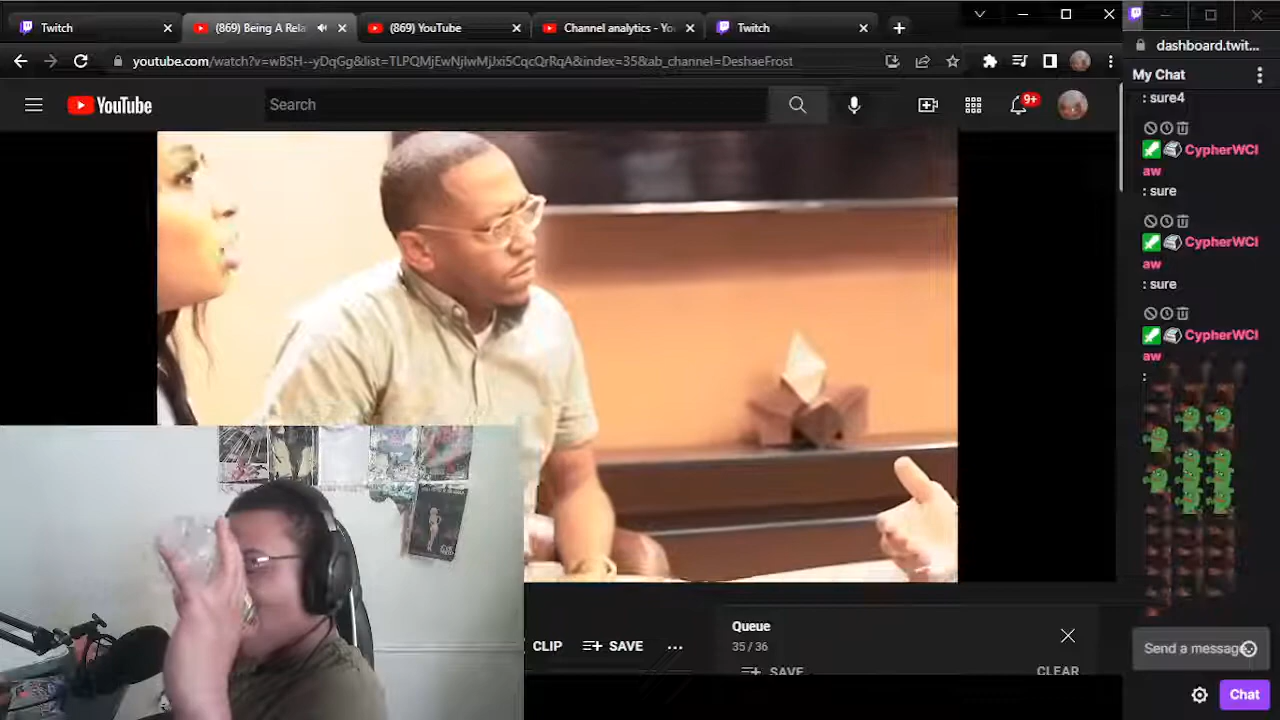 Twitch
(869) Being A Rela
(869) YouTube
Channel analytics - Yo
Twitch
youtube.com/watch?v=wBSH--yDqGg&list=TLPQMjEwNjIwMjJxi5CqcQrRqA&index=35&ab_channel=DeshaeFrost
dashboard.twit...
My Chat
YouTube
Search
9+
: sure4
CypherWCl
aw
: sure
CypherWCl
aw
: sure
CypherWCl
aw
:
CLIP
SAVE
...
Queue
35 / 36
SAVE
CLEAR
Send a message
Chat